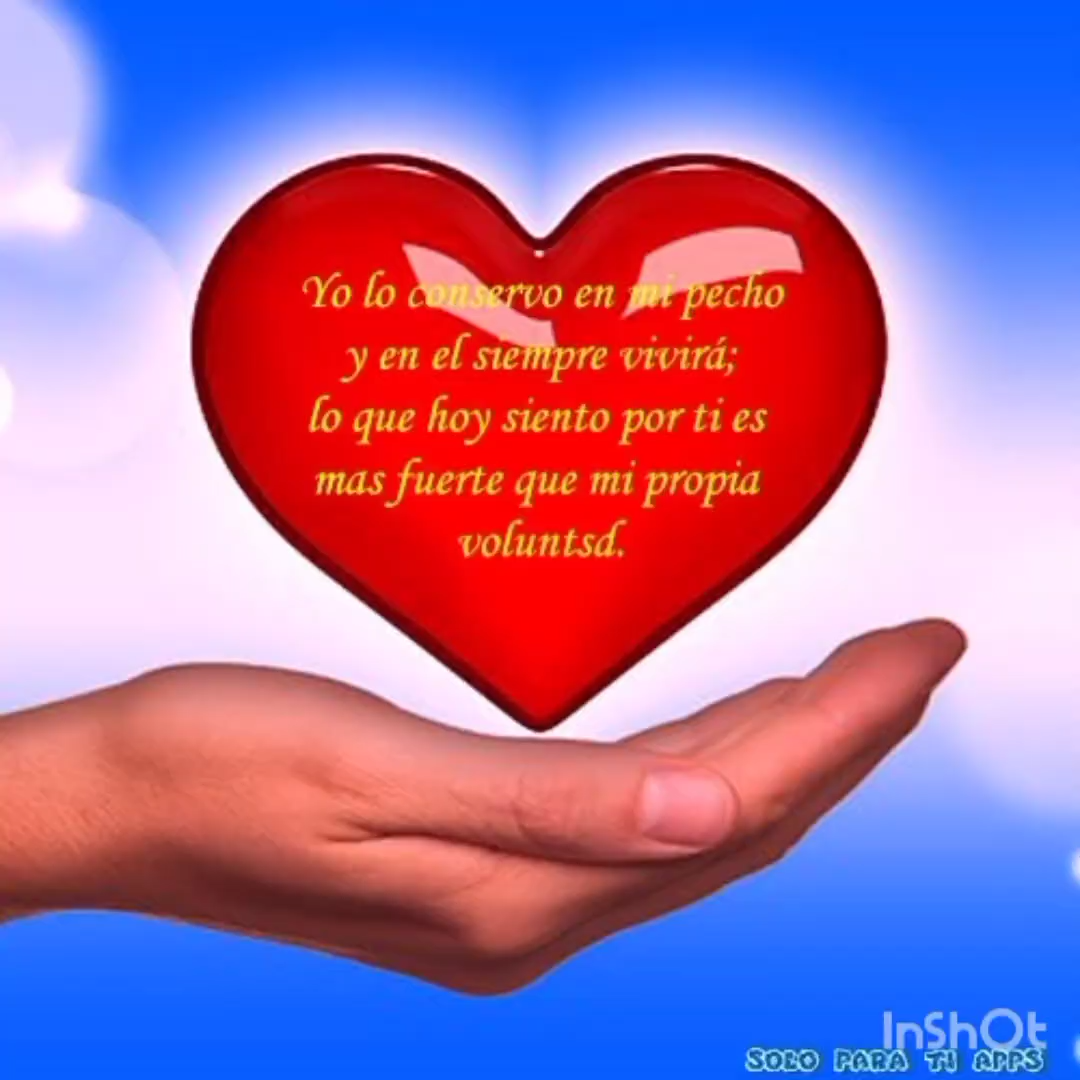 Yo lo conservo en mi pecho
y en el siempre vivirá;
lo que hoy siento por ti es
mas fuerte que mi propia
voluntsd.
InShOt
SOLO PARA TI APPS